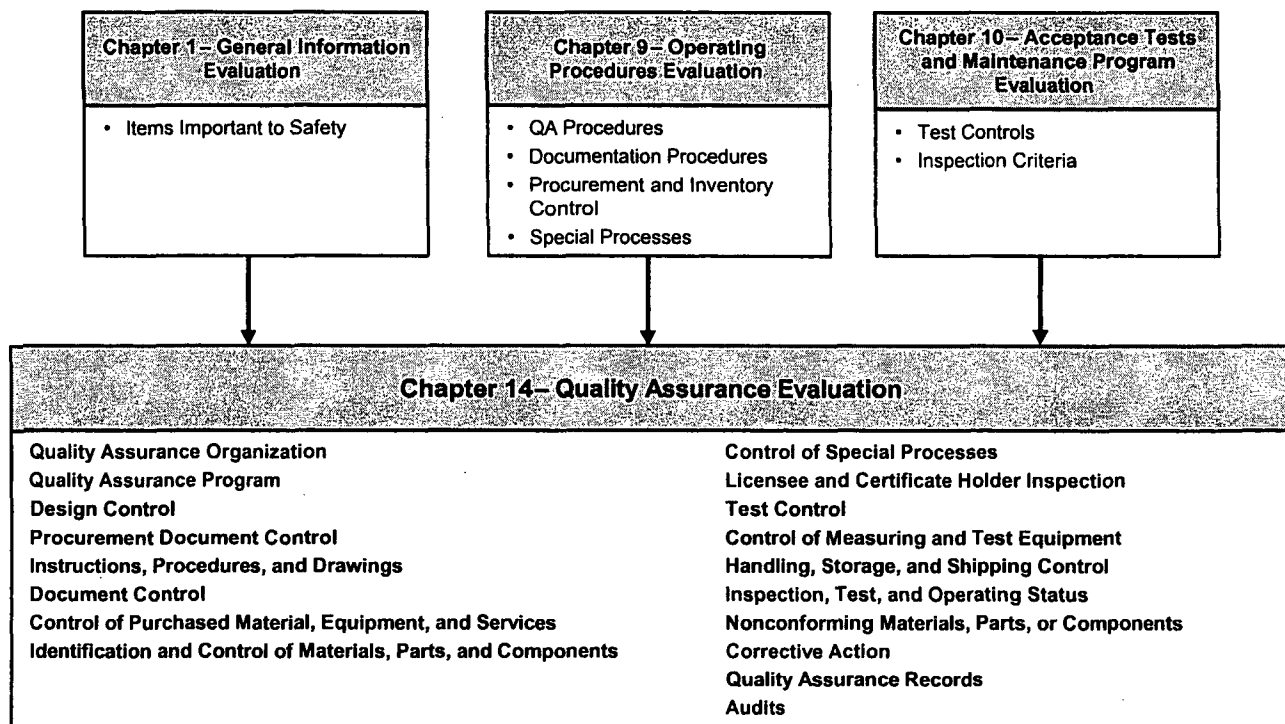 Chapter 1– General Information
Evaluation
• Items Important to Safety
Chapter 9– Operating
Procedures Evaluation
• QA Procedures
• Documentation Procedures
• Procurement and Inventory
Control
• Special Processes
Chapter 10– Acceptance Tests
and Maintenance Program
Evaluation
• Test Controls
• Inspection Criteria
Chapter 14– Quality Assurance Evaluation
Quality Assurance Organization
Quality Assurance Program
Design Control
Procurement Document Control
Instructions, Procedures, and Drawings
Document Control
Control of Purchased Material, Equipment, and Services
Identification and Control of Materials, Parts, and Components
Control of Special Processes
Licensee and Certificate Holder Inspection
Test Control
Control of Measuring and Test Equipment
Handling, Storage, and Shipping Control
Inspection, Test, and Operating Status
Nonconforming Materials, Parts, or Components
Corrective Action
Quality Assurance Records
Audits